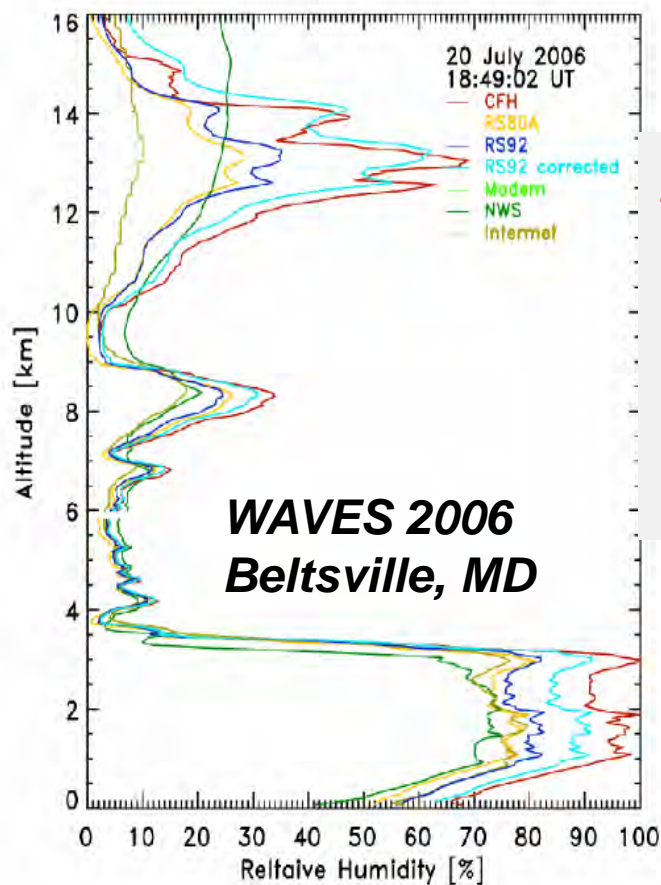 16
14
12
10
8
6
4
2
0
Altitude [km]
20 July 2006
18:49:02 UT
CFH
RS80A
RS92
RS92 corrected
Modem
NWS
Intermet
WAVES 2006
Beltsville, MD
0 10 20 30 40 50 60 70 80 90 100
Reltaive Humidity [%]